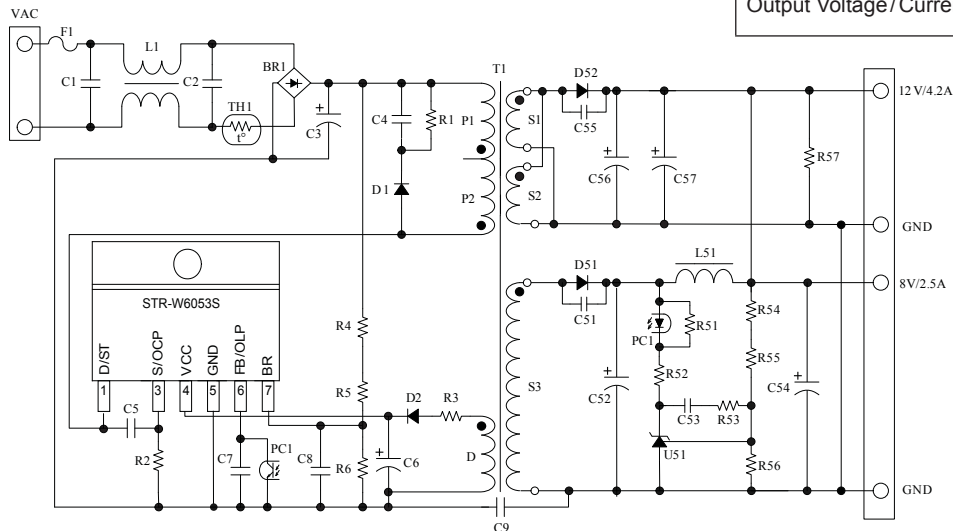 Output Voltage/Curre
VAC
F1
L1
C1
C2
TH1
t°
BR1
C3
C4
R1
D1
T1
P1
P2
S1
S2
D52
C55
C56
C57
R57
12V/4.2A
GND
STR-W6053S
D/ST
S/OCP
VCC
GND
FB/OLP
BR
1
3
4
5
6
7
C5
R2
C7
PC1
C8
R4
R5
R6
D2
R3
C6
D
C9
S3
D51
C51
C52
L51
PC1
R51
R52
C53
R53
U51
R54
R55
R56
C54
8V/2.5A
GND